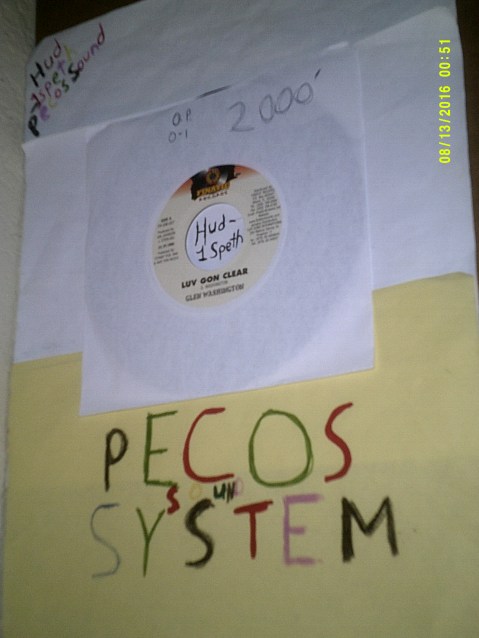 Hud
1speth
pecos Sound
08/13/2016 00:51
O.P.
0-1
2000'
RECORDS
Hud-
1 Speth
LUV GON CLEAR
GLEN WASHINGTON
PECOS
SOUND
SYSTEM